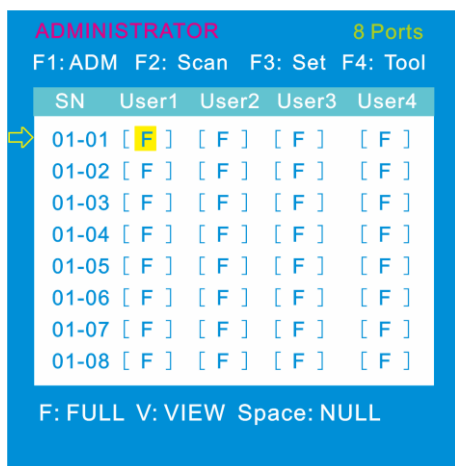 ADMINISTRATOR 8 Ports
F1: ADM F2: Scan F3: Set F4: Tool
SN User1 User2 User3 User4
01-01 [ F ] [ F ] [ F ] [ F ]
01-02 [ F ] [ F ] [ F ] [ F ]
01-03 [ F ] [ F ] [ F ] [ F ]
01-04 [ F ] [ F ] [ F ] [ F ]
01-05 [ F ] [ F ] [ F ] [ F ]
01-06 [ F ] [ F ] [ F ] [ F ]
01-07 [ F ] [ F ] [ F ] [ F ]
01-08 [ F ] [ F ] [ F ] [ F ]
F: FULL V: VIEW Space: NULL